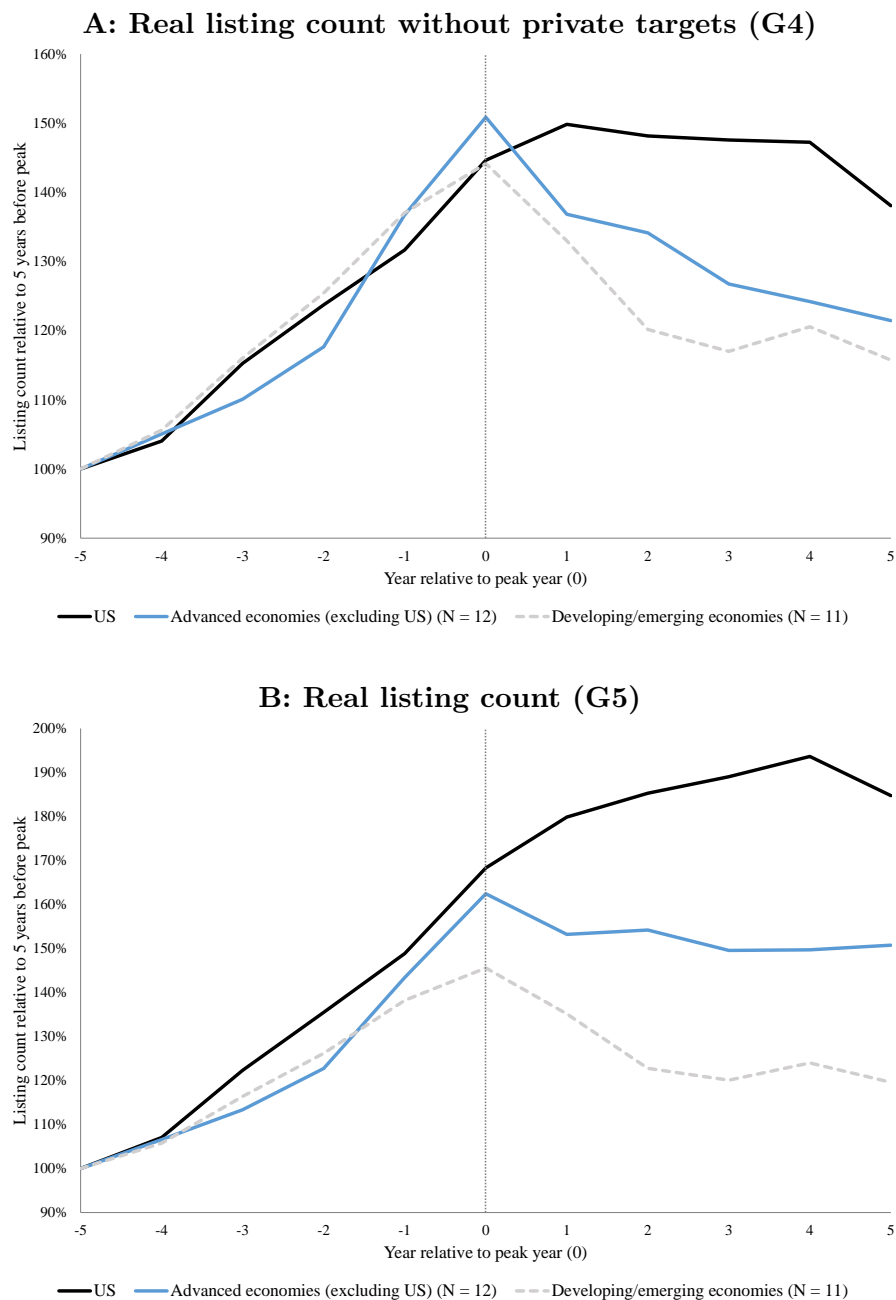 A: Real listing count without private targets (G4)
160%
150%
140%
130%
120%
110%
100%
90%
Listing count relative to 5 years before peak
-5 -4 -3 -2 -1 0 1 2 3 4 5
Year relative to peak year (0)
US Advanced economies (excluding US) (N = 12) Developing/emerging economies (N = 11)
B: Real listing count (G5)
200%
190%
180%
170%
160%
150%
140%
130%
120%
110%
100%
90%
Listing count relative to 5 years before peak
-5 -4 -3 -2 -1 0 1 2 3 4 5
Year relative to peak year (0)
US Advanced economies (excluding US) (N = 12) Developing/emerging economies (N = 11)